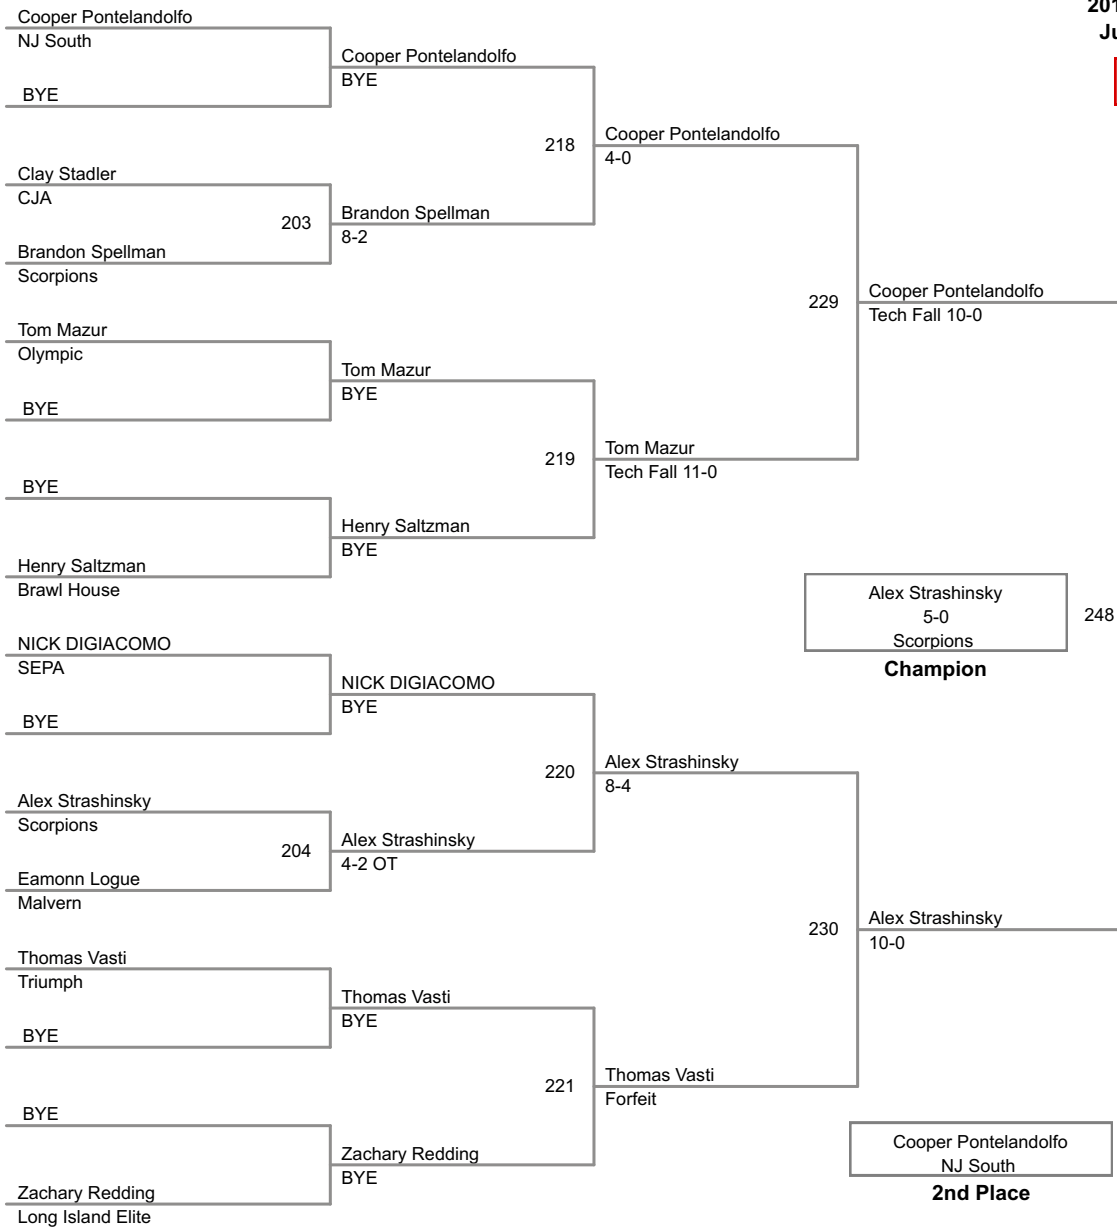 201
Ju
Cooper Pontelandolfo
NJ South
BYE
Clay Stadler
CJA
203
Brandon Spellman
Scorpions
Tom Mazur
Olympic
BYE
BYE
Henry Saltzman
Brawl House
NICK DIGIACOMO
SEPA
BYE
Alex Strashinsky
Scorpions
204
Eamonn Logue
Malvern
Thomas Vasti
Triumph
BYE
BYE
Zachary Redding
Long Island Elite
Cooper Pontelandolfo
BYE
218
Brandon Spellman
8-2
Tom Mazur
BYE
219
Henry Saltzman
BYE
NICK DIGIACOMO
BYE
220
Alex Strashinsky
4-2 OT
Thomas Vasti
BYE
221
Zachary Redding
BYE
Cooper Pontelandolfo
4-0
229
Tom Mazur
Tech Fall 11-0
Alex Strashinsky
8-4
230
Thomas Vasti
Forfeit
Cooper Pontelandolfo
Tech Fall 10-0
Alex Strashinsky
5-0
Scorpions
248
Champion
Alex Strashinsky
10-0
Cooper Pontelandolfo
NJ South
2nd Place